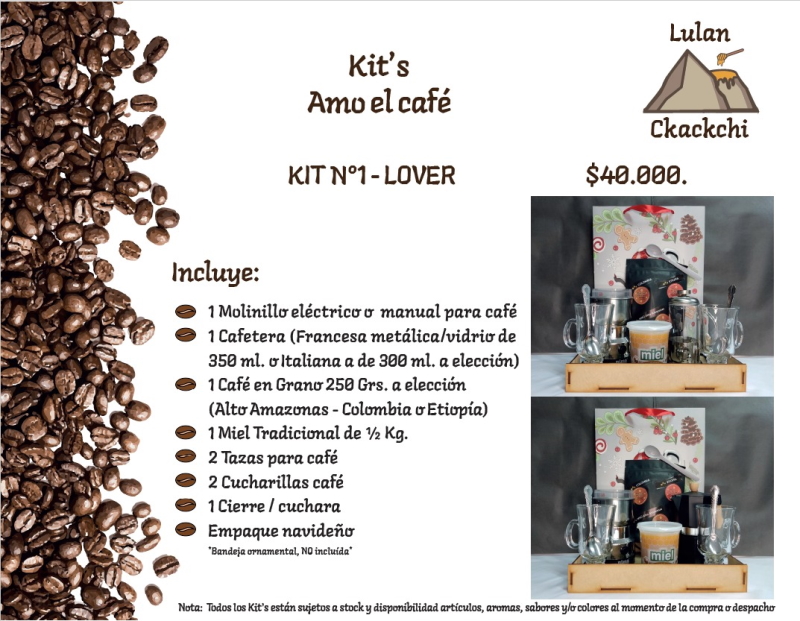 Lulan
Ckackchi
Kit's
Amo el café
KIT N°1 - LOVER
$40.000.
Incluye:
1 Molinillo eléctrico o manual para café
1 Cafetera (Francesa metálica/vidrio de
350 ml. o Italiana a de 300 ml. a elección)
1 Café en Grano 250 Grs. a elección
(Alto Amazonas - Colombia o Etiopía)
1 Miel Tradicional de ½ Kg.
2 Tazas para café
2 Cucharillas café
1 Cierre / cuchara
Empaque navideño
"Bandeja ornamental, NO incluída"
miel
miel
Nota: Todos los Kit's están sujetos a stock y disponibilidad artículos, aromas, sabores y/o colores al momento de la compra o despacho